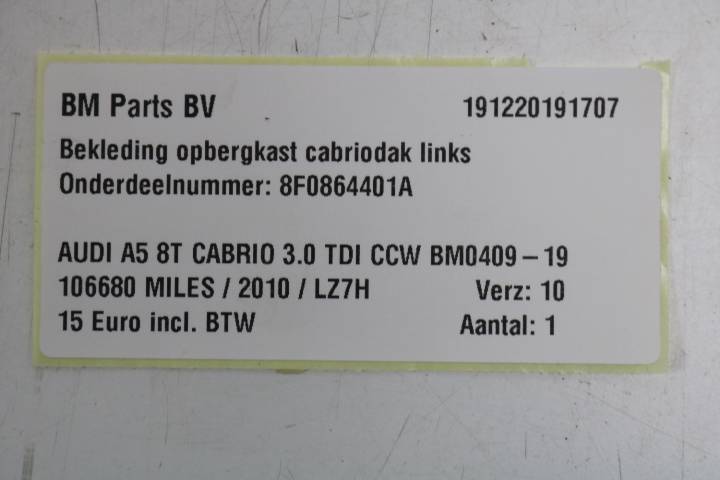 BM Parts BV 191220191707
Bekleding opbergkast cabriodak links
Onderdeelnummer: 8F0864401A
AUDI A5 8T CABRIO 3.0 TDI CCW BM0409-19
106680 MILES / 2010 / LZ7H Verz: 10
15 Euro incl. BTW Aantal: 1